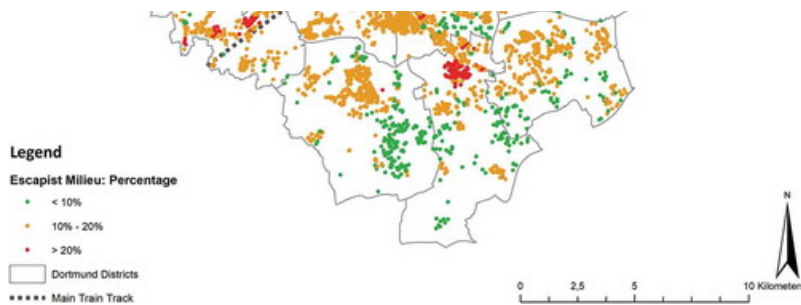 Legend
Escapist Milieu: Percentage
< 10%
10% - 20%
> 20%
Dortmund Districts
Main Train Track
N
0 2,5 5 10 Kilometers